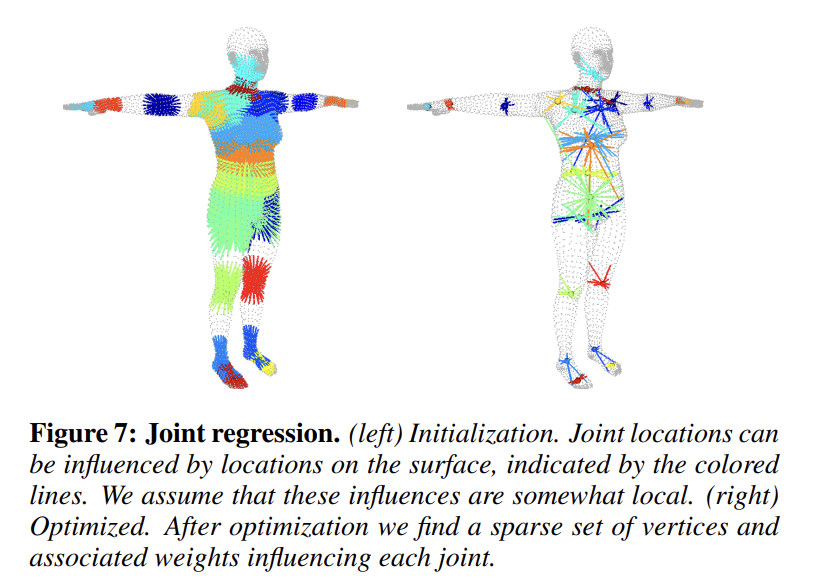 Figure 7: Joint regression. (left) Initialization. Joint locations can
be influenced by locations on the surface, indicated by the colored
lines. We assume that these influences are somewhat local. (right)
Optimized. After optimization we find a sparse set of vertices and
associated weights influencing each joint.